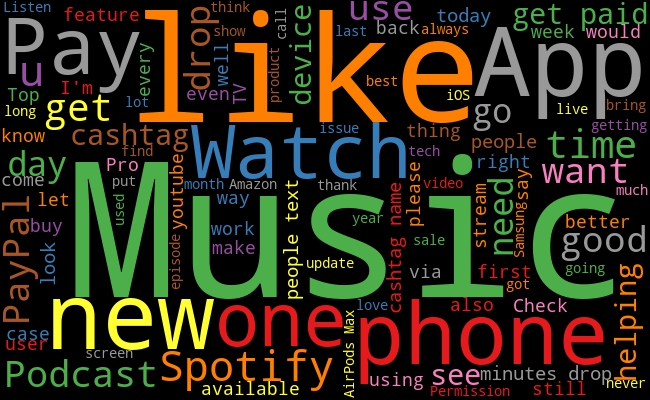 Listen
feature
drop
think
use
today
get paid
Pay
like
App
every
show
product
call
device
last
back
always
week
would
u
I'm
well
TV
best
iOS
Top
long
get
lot
even
go
live
bring
getting
know
cashtag
find
Watch
issue
thing
people
time
tech
right
day
Pro
come
put
month
Amazon
thank
want
much
Music
PayPal
let
buy
look
used
youtube
episode
way
work
make
people text
update
year
cashtag name
please
video
sale
via
stream
need
Samsung
say
first
got
better
good
going
helping
new
one
phone
love
also
Check
case
user
screen
Podcast
Spotify
available
AirPods Max
using
see
minutes drop
Permission
still
never